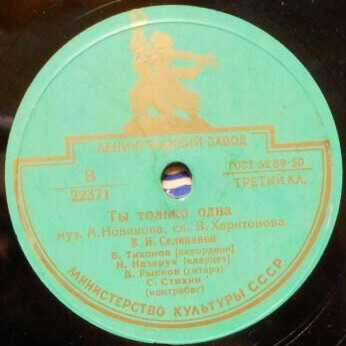 ЛЕНИНГРАДСКИЙ ЗАВОД
В
22371
ГОСТ 5289-50
ТРЕТИЙ КЛ.
Ты только одна
муз. А. Новикова, сл. В. Харитонова
В. И. Селиванов
В. Тихонов (аккордеон)
Н. Назарук (кларнет)
В. Рысков (гитара)
С. Стихин
(контрабас)
МИНИСТЕРСТВО КУЛЬТУРЫ СССР.